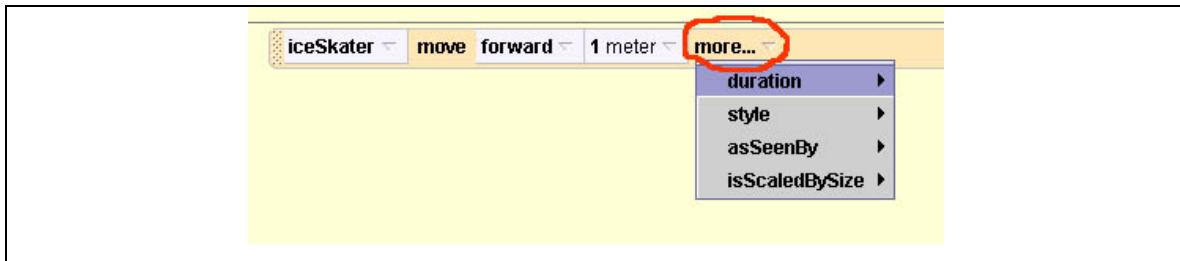 iceSkater move forward 1 meter more...
duration
style
asSeenBy
isScaledBySize